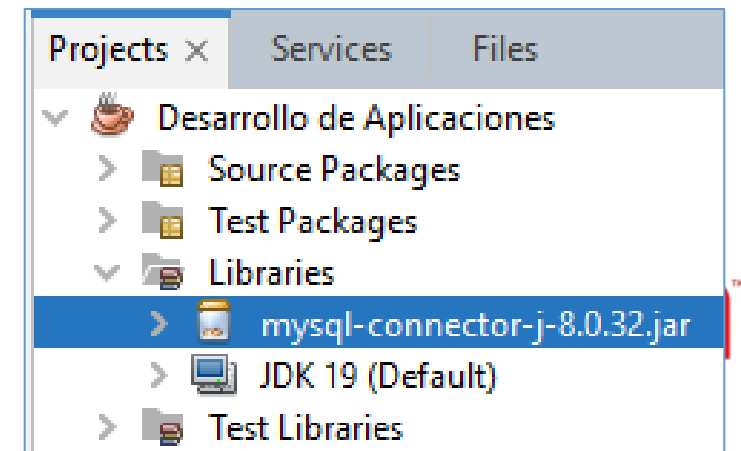 Projects × Services Files
Desarrollo de Aplicaciones
Source Packages
Test Packages
Libraries
mysql-connector-j-8.0.32.jar
JDK 19 (Default)
Test Libraries
™